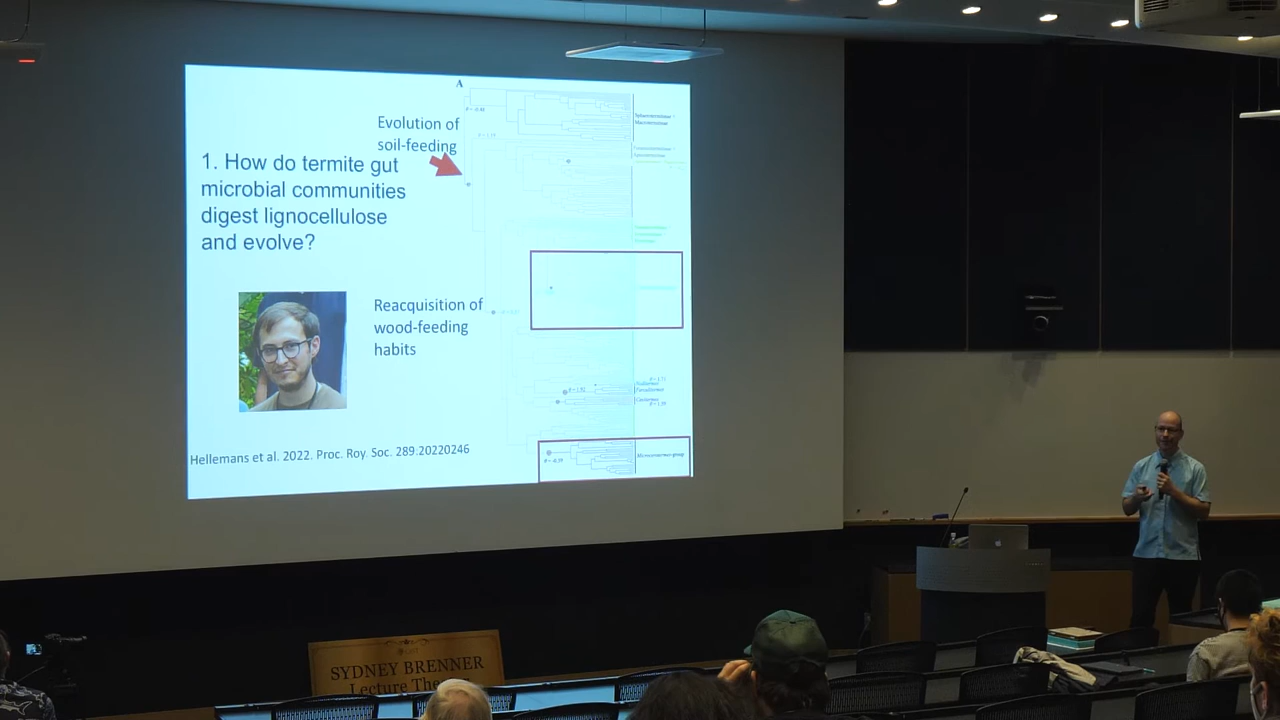 A
Evolution of
soil-feeding
1. How do termite gut
microbial communities
digest lignocellulose
and evolve?
Reacquisition of
wood-feeding
habits
Hellemans et al. 2022. Proc. Roy. Soc. 289:20220246
Microcerotermes-group
SYDNEY BRENNER
Lecture